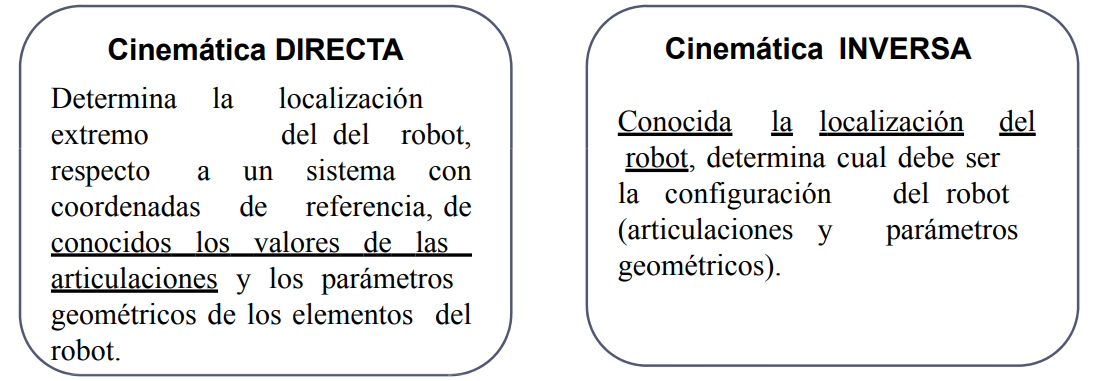 Cinemática DIRECTA
Determina la localización
extremo del del robot,
respecto a un sistema con
coordenadas de referencia, de
conocidos los valores de las
articulaciones y los parámetros
geométricos de los elementos del
robot.
Cinemática INVERSA
Conocida la localización del
robot, determina cual debe ser
la configuración del robot
(articulaciones y parámetros
geométricos).